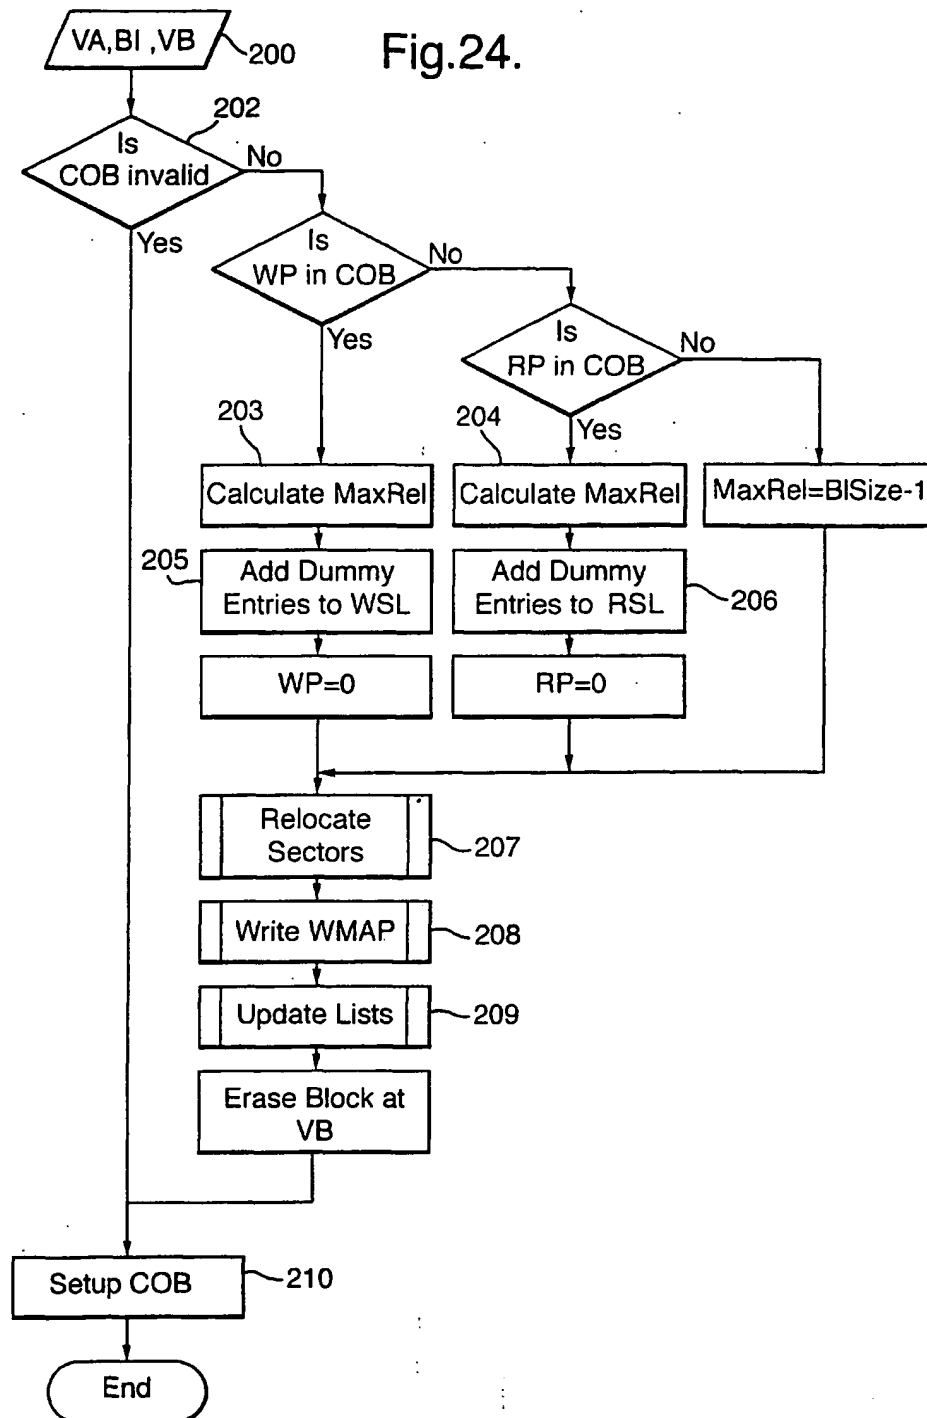 Fig.24.
VA,BI ,VB
200
202
Is
COB invalid
No
Yes
Is
WP in COB
No
Yes
Is
RP in COB
No
Yes
203
204
Calculate MaxRel
Calculate MaxRel
MaxRel=BlSize-1
205
Add Dummy
Entries to WSL
Add Dummy
Entries to RSL
206
WP=0
RP=0
Relocate
Sectors
207
Write WMAP
208
Update Lists
209
Erase Block at
VB
Setup COB
210
End